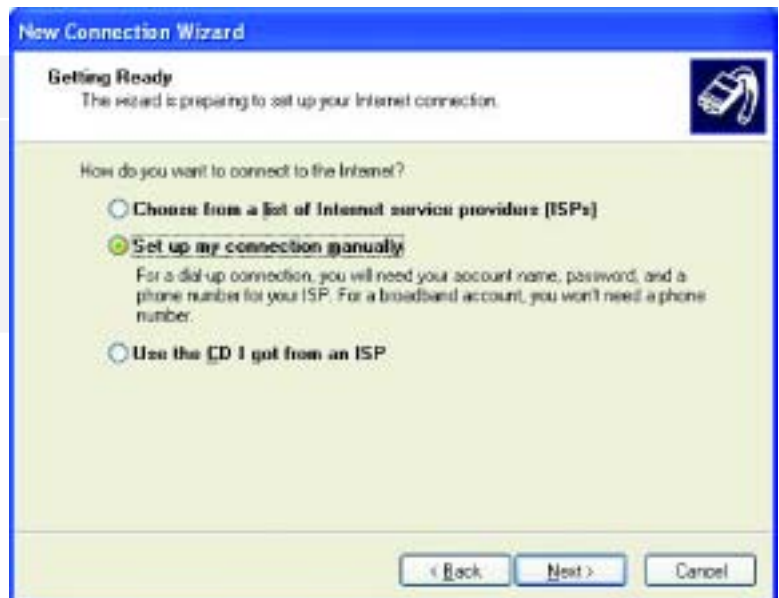 New Connection Wizard
Getting Ready
The wizard is preparing to set up your Internet connection.
How do you want to connect to the Internet?
Choose from a list of Internet service providers (ISPs)
Set up my connection manually
For a dial-up connection, you will need your account name, password, and a
phone number for your ISP. For a broadband account, you won't need a phone
number.
Use the CD I got from an ISP
< Back
Next >
Cancel